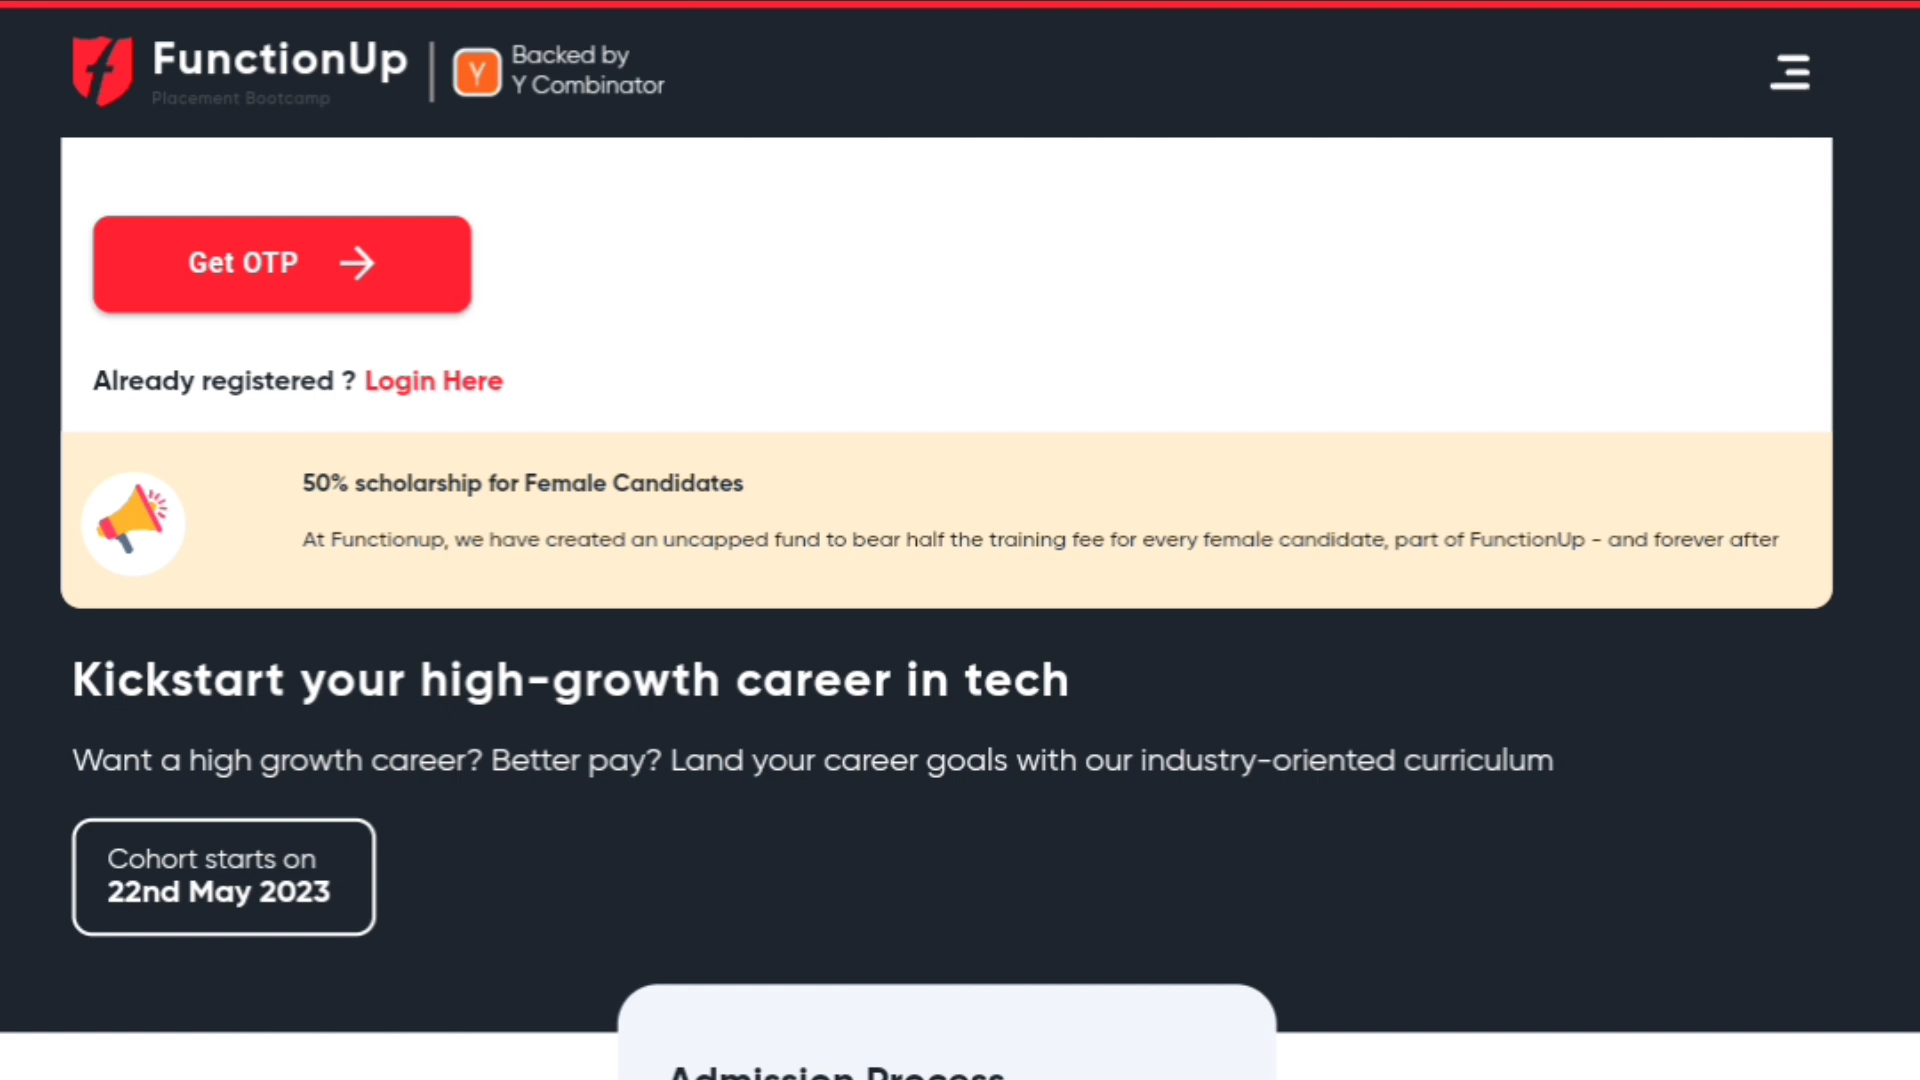 FunctionUp
Placement Bootcamp
Y
Backed by
Y Combinator
Get OTP
Already registered ? Login Here
50% scholarship for Female Candidates
At Functionup, we have created an uncapped fund to bear half the training fee for every female candidate, part of FunctionUp - and forever after
Kickstart your high-growth career in tech
Want a high growth career? Better pay? Land your career goals with our industry-oriented curriculum
Cohort starts on
22nd May 2023
Admission Process